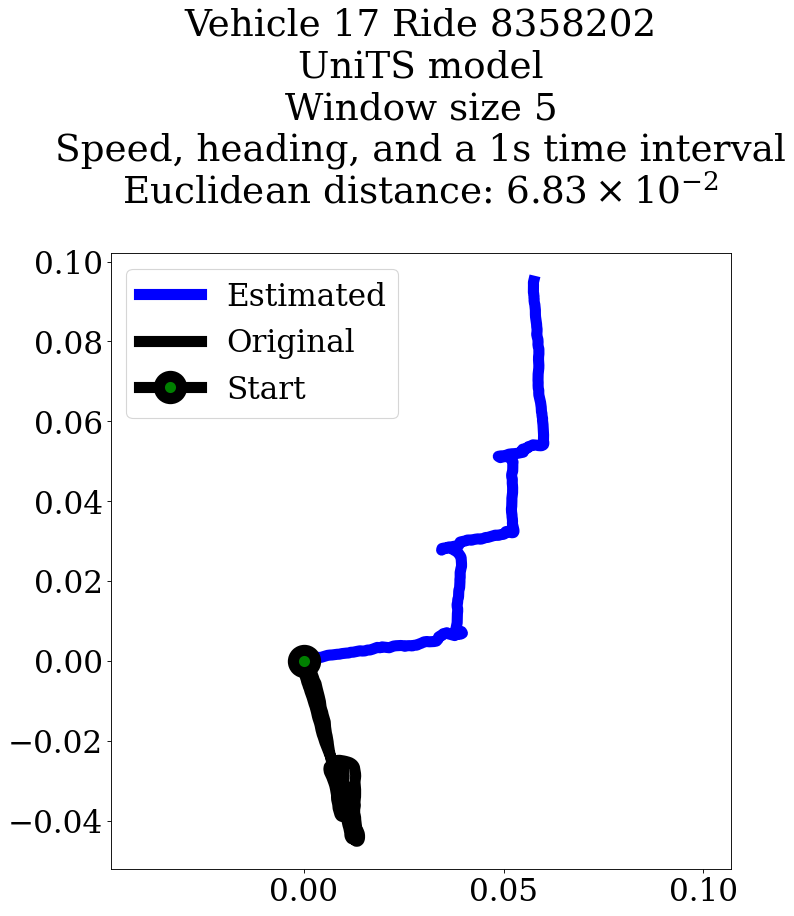 Vehicle 17 Ride 8358202
UniTS model
Window size 5
Speed, heading, and a 1s time interval
Euclidean distance: 6.83 × 10⁻²
0.10
0.08
0.06
0.04
0.02
0.00
−0.02
−0.04
Estimated
Original
Start
0.00 0.05 0.10